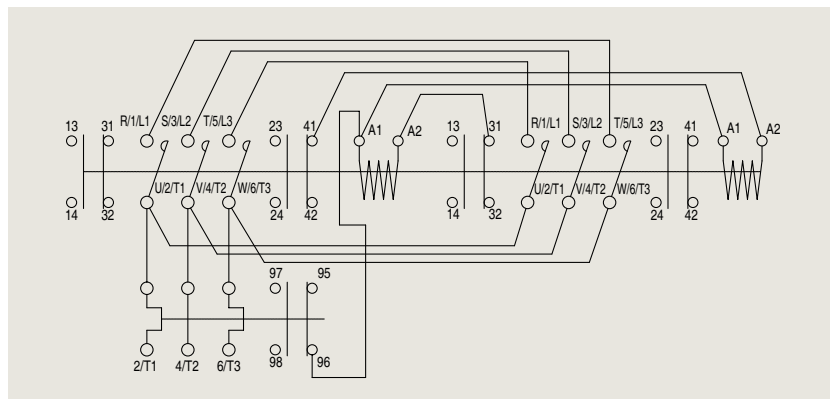 13 31 R/1/L1 S/3/L2 T/5/L3 23 41 A1 A2 13 31 R/1/L1 S/3/L2 T/5/L3 23 41 A1 A2
14 32 U/2/T1 V/4/T2 W/6/T3 24 42 14 32 U/2/T1 V/4/T2 W/6/T3 24 42
97 95
2/T1 4/T2 6/T3 98 96